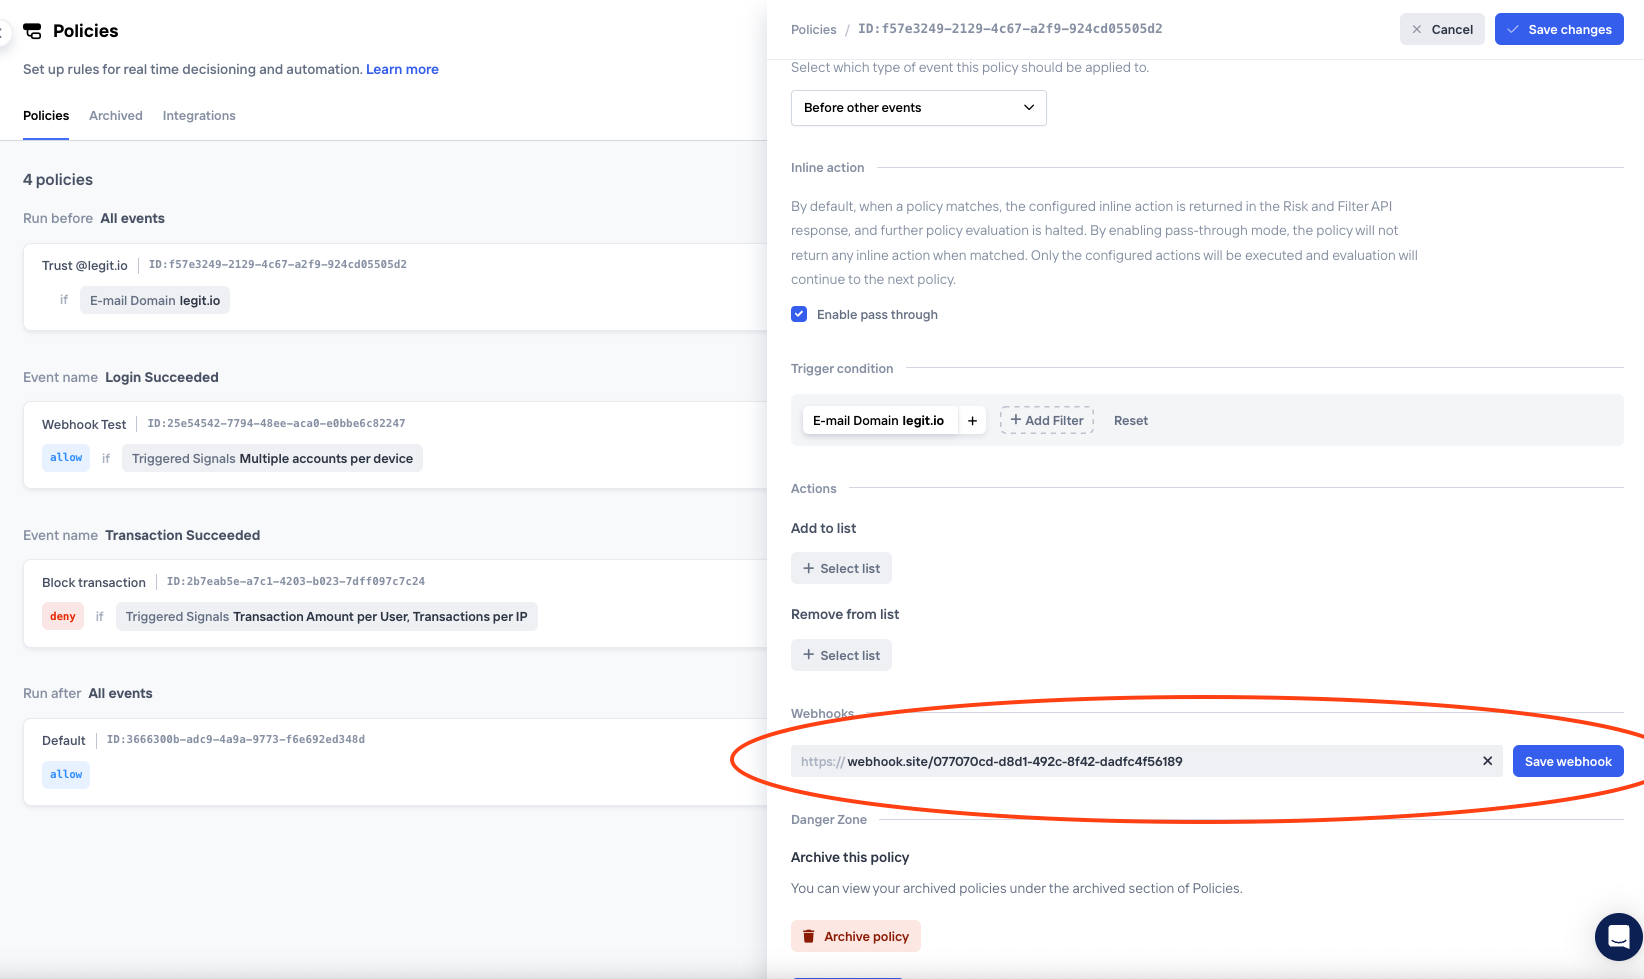 Policies
Set up rules for real time decisioning and automation. Learn more
Policies Archived Integrations
4 policies
Run before All events
Trust @legit.io ID:f57e3249-2129-4c67-a2f9-924cd05505d2
if E-mail Domain legit.io
Event name Login Succeeded
Webhook Test ID:25e54542-7794-48ee-aca0-e0bbe6c82247
allow if Triggered Signals Multiple accounts per device
Event name Transaction Succeeded
Block transaction ID:2b7eab5e-a7c1-4203-b023-7dff097c7c24
deny if Triggered Signals Transaction Amount per User, Transactions per IP
Run after All events
Default ID:3666300b-adc9-4a9a-9773-f6e692ed348d
allow
Policies / ID:f57e3249-2129-4c67-a2f9-924cd05505d2
Cancel Save changes
Select which type of event this policy should be applied to.
Before other events
Inline action
By default, when a policy matches, the configured inline action is returned in the Risk and Filter API
response, and further policy evaluation is halted. By enabling pass-through mode, the policy will not
return any inline action when matched. Only the configured actions will be executed and evaluation will
continue to the next policy.
Enable pass through
Trigger condition
E-mail Domain legit.io + + Add Filter Reset
Actions
Add to list
+ Select list
Remove from list
+ Select list
Webhooks
https:// webhook.site/077070cd-d8d1-492c-8f42-dadfc4f56189 Save webhook
Danger Zone
Archive this policy
You can view your archived policies under the archived section of Policies.
Archive policy